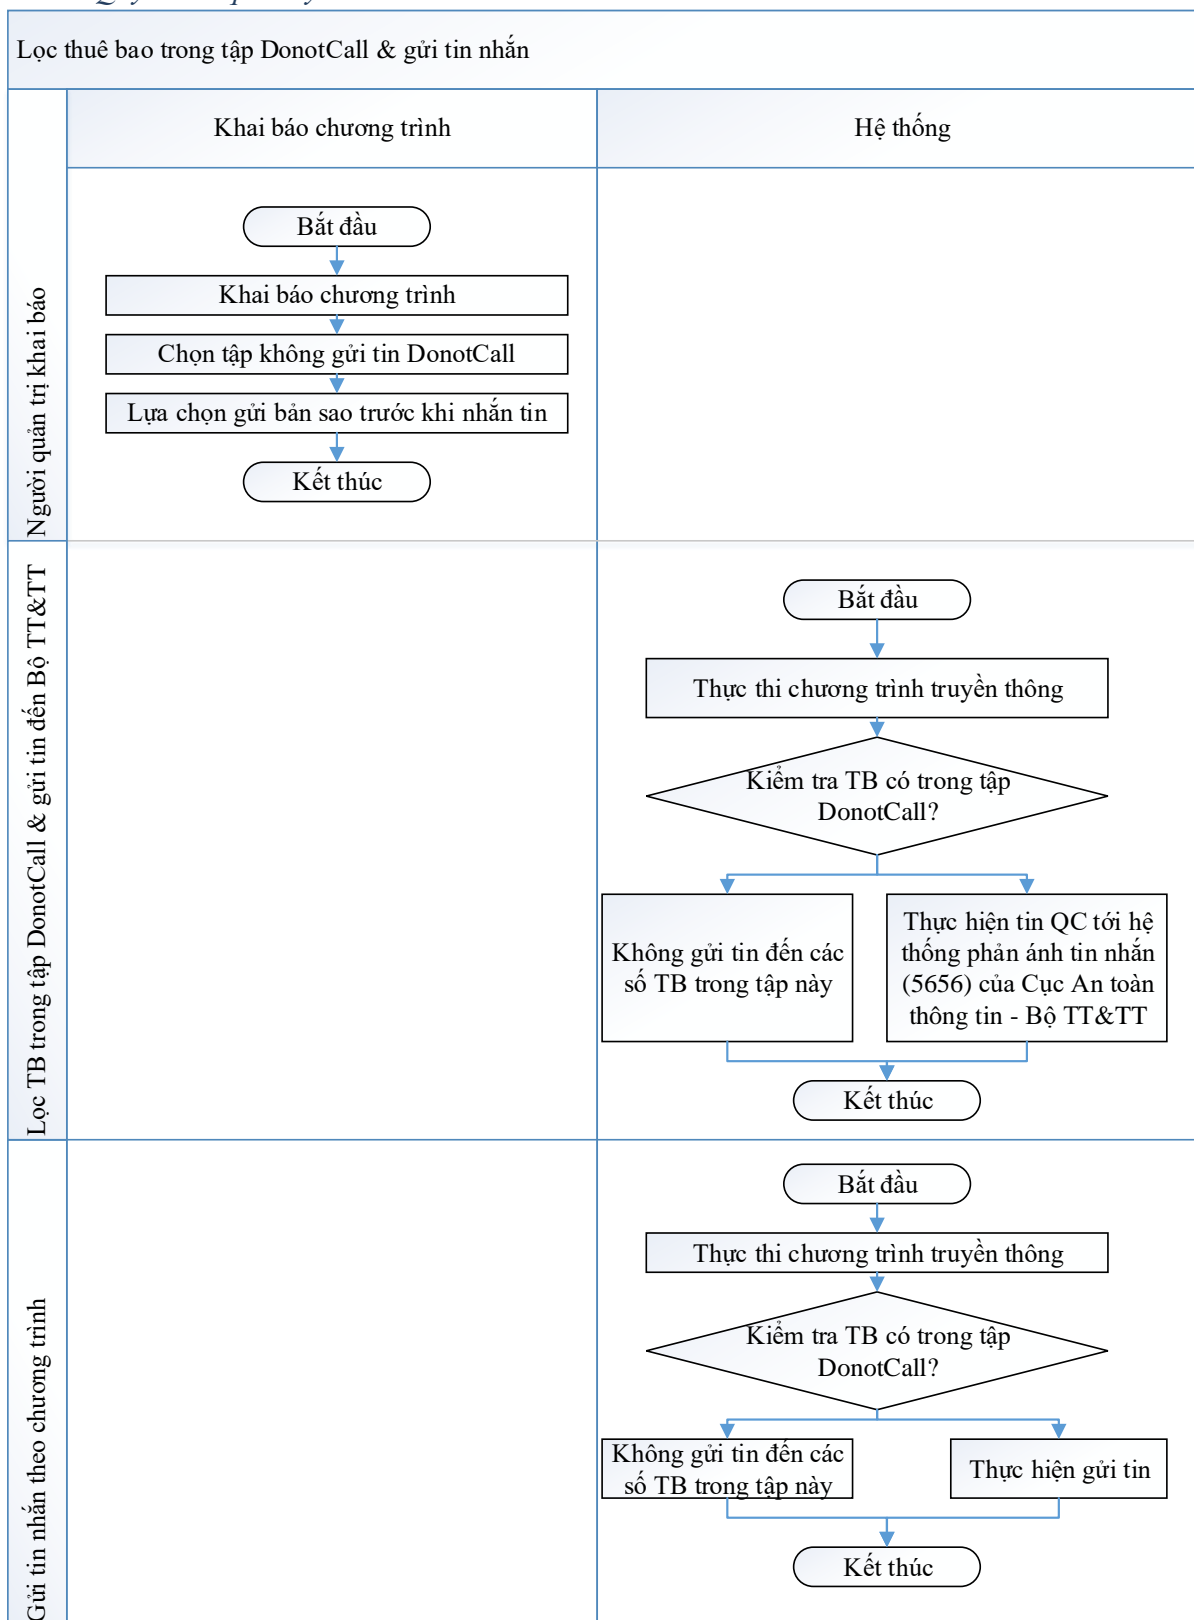 Lọc thuê bao trong tập DonotCall & gửi tin nhắn
Khai báo chương trình
Hệ thống
Người quản trị khai báo
Bắt đầu
Khai báo chương trình
Chọn tập không gửi tin DonotCall
Lựa chọn gửi bản sao trước khi nhắn tin
Kết thúc
Lọc TB trong tập DonotCall & gửi tin đến Bộ TT&TT
Bắt đầu
Thực thi chương trình truyền thông
Kiểm tra TB có trong tập
DonotCall?
Không gửi tin đến các
số TB trong tập này
Thực hiện tin QC tới hệ
thống phản ánh tin nhắn
(5656) của Cục An toàn
thông tin - Bộ TT&TT
Kết thúc
Gửi tin nhắn theo chương trình
Bắt đầu
Thực thi chương trình truyền thông
Kiểm tra TB có trong tập
DonotCall?
Không gửi tin đến các
số TB trong tập này
Thực hiện gửi tin
Kết thúc